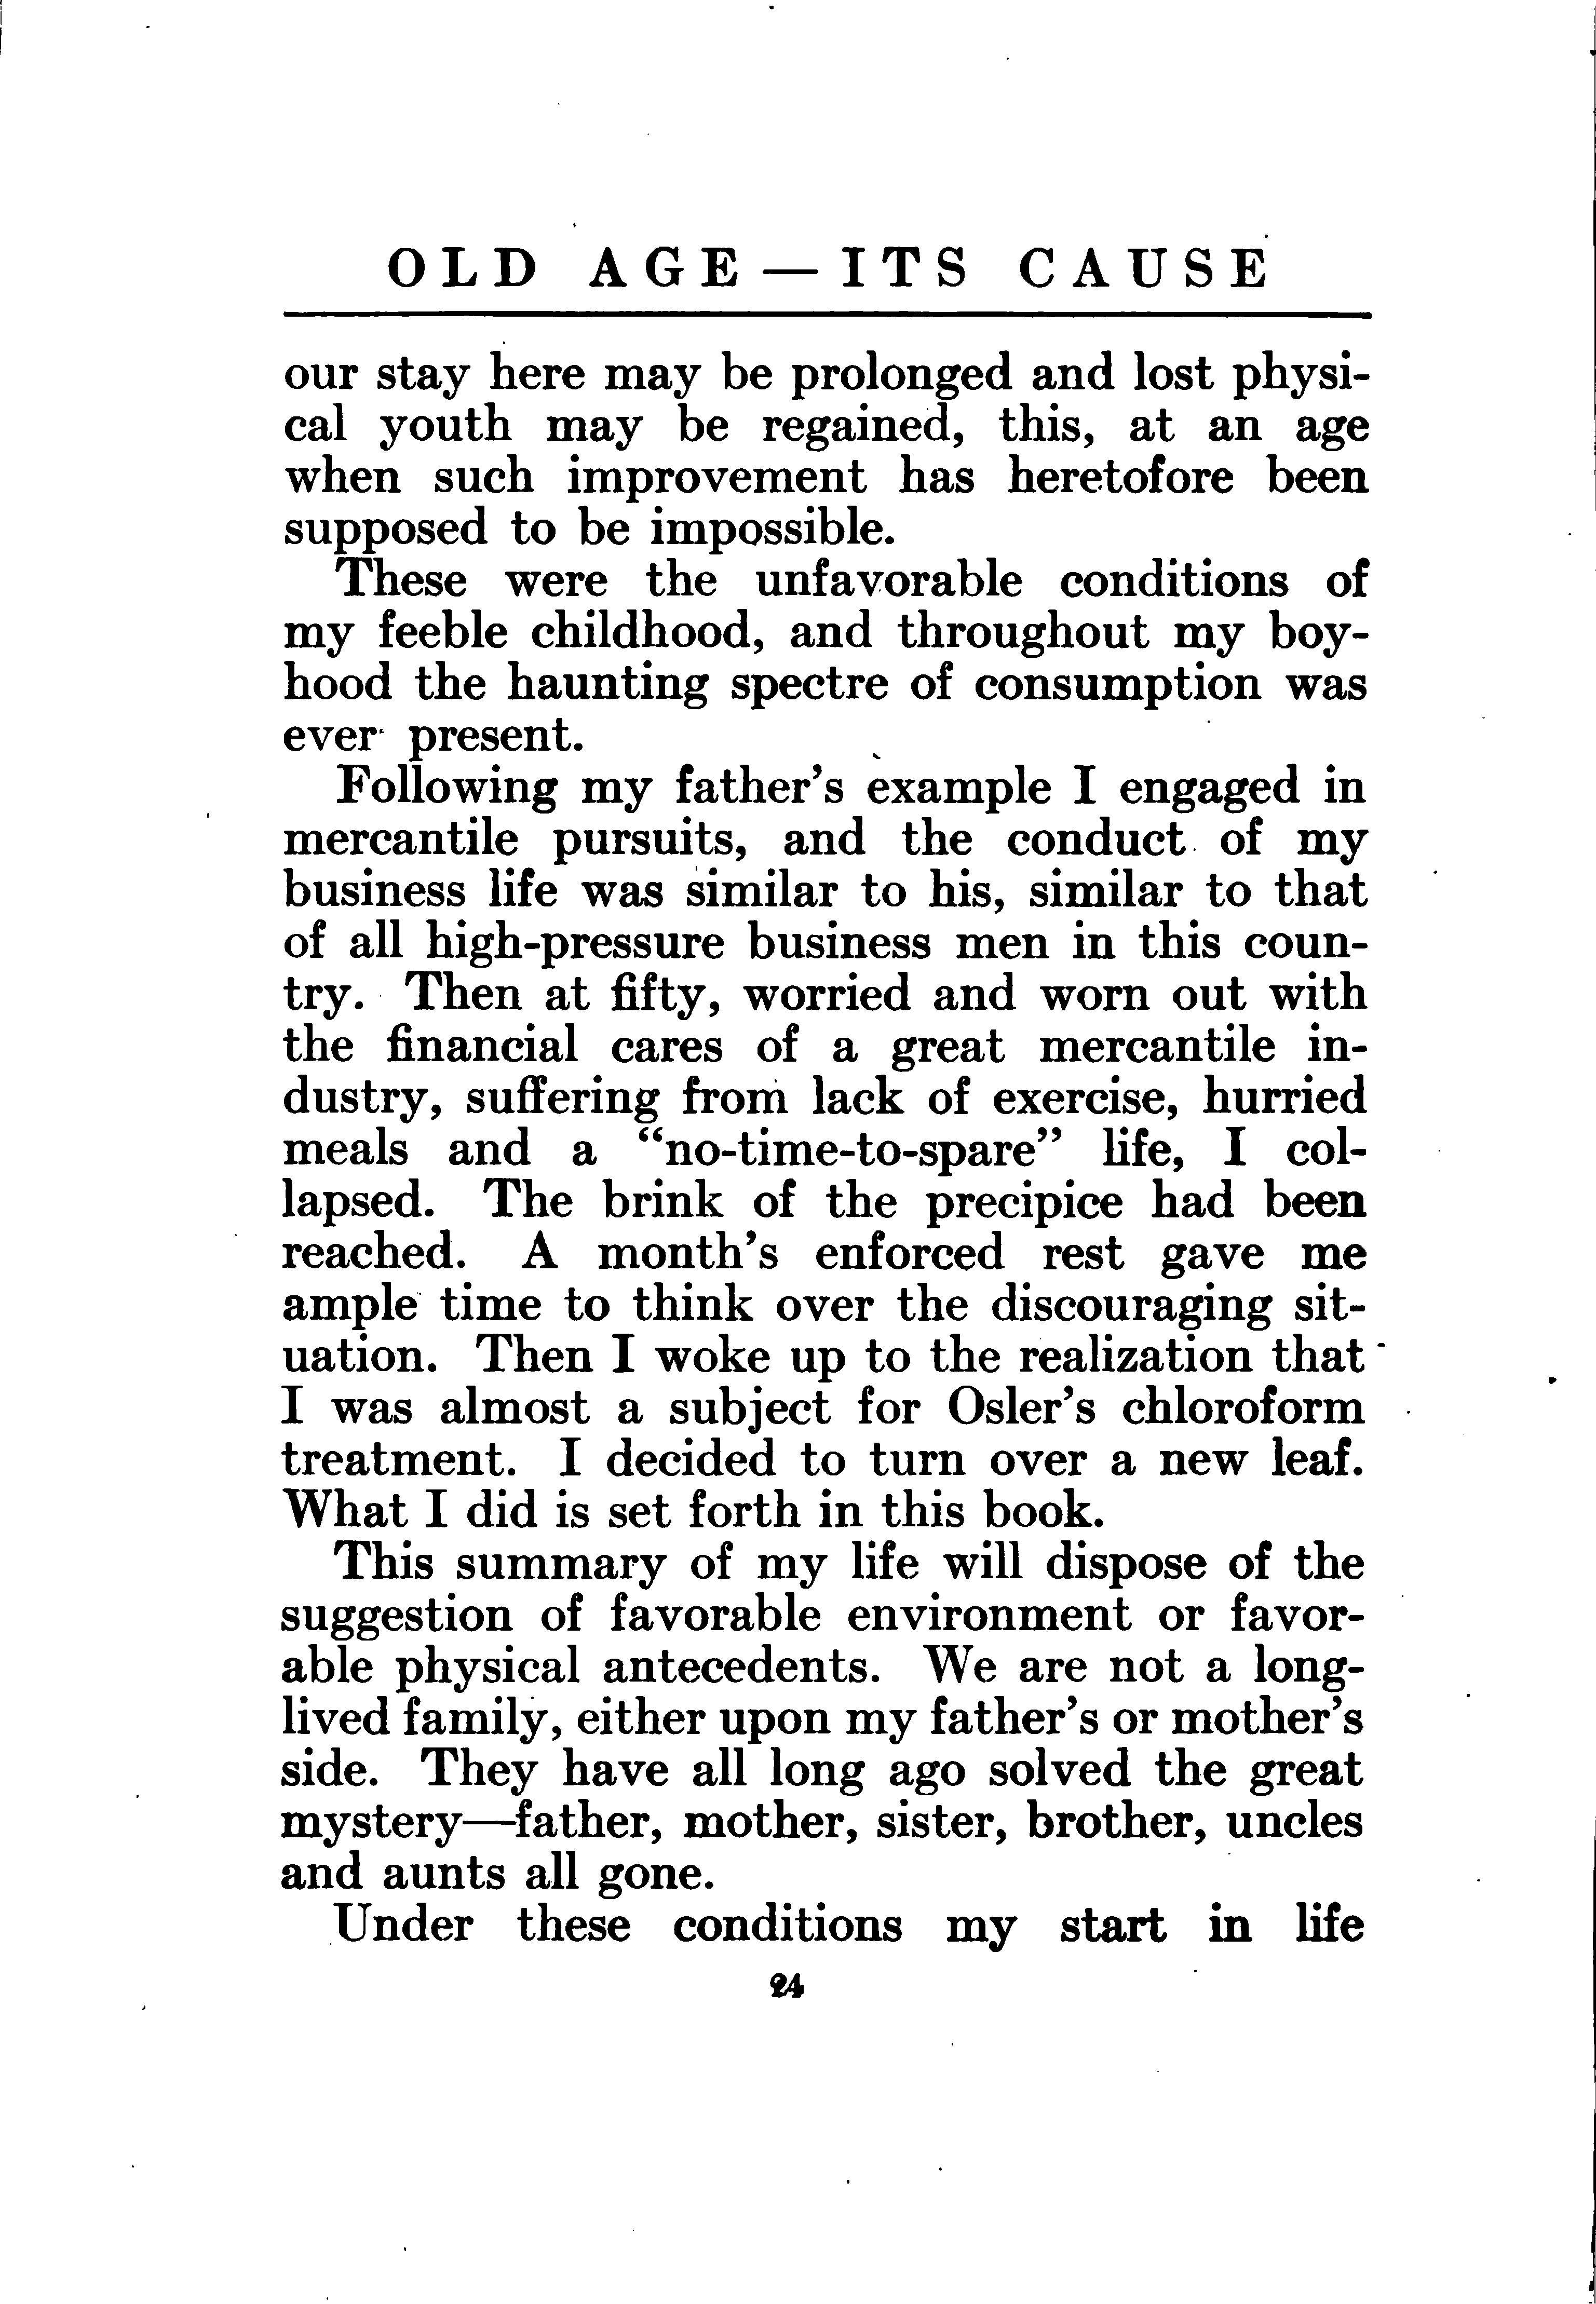 OLD AGE—ITS CAUSE
our stay here may be prolonged and lost physi-
cal youth may be regained, this, at an age
when such improvement has heretofore been
supposed to be impossible.
These were the unfavorable conditions of
my feeble childhood, and throughout my boy-
hood the haunting spectre of consumption was
ever present.
Following my father's example I engaged in
mercantile pursuits, and the conduct of my
business life was similar to his, similar to that
of all high-pressure business men in this coun-
try. Then at fifty, worried and worn out with
the financial cares of a great mercantile in-
dustry, suffering from lack of exercise, hurried
meals and a “no-time-to-spare” life, I col-
lapsed. The brink of the precipice had been
reached. A month's enforced rest gave me
ample time to think over the discouraging sit-
uation. Then I woke up to the realization that
I was almost a subject for Osler's chloroform
treatment. I decided to turn over a new leaf.
What I did is set forth in this book.
This summary of my life will dispose of the
suggestion of favorable environment or favor-
able physical antecedents. We are not a long-
lived family, either upon my father's or mother's
side. They have all long ago solved the great
mystery—father, mother, sister, brother, uncles
and aunts all gone.
Under these conditions my start in life
24